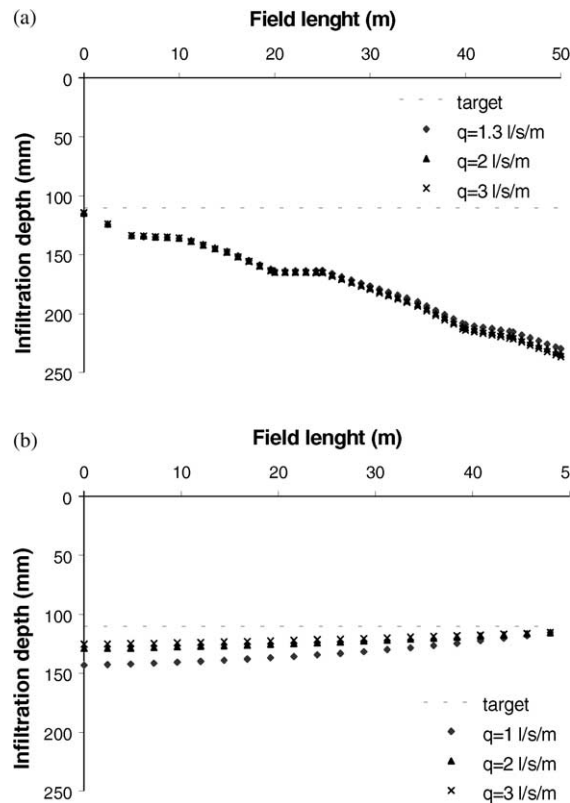 (a)
Field lenght (m)
0 10 20 30 40 50
0
50
100
150
200
250
Infiltration depth (mm)
target
q=1.3 l/s/m
q=2 l/s/m
q=3 l/s/m
(b)
Field lenght (m)
0 10 20 30 40 5
0
50
100
150
200
250
Infiltration depth (mm)
target
q=1 l/s/m
q=2 l/s/m
q=3 l/s/m